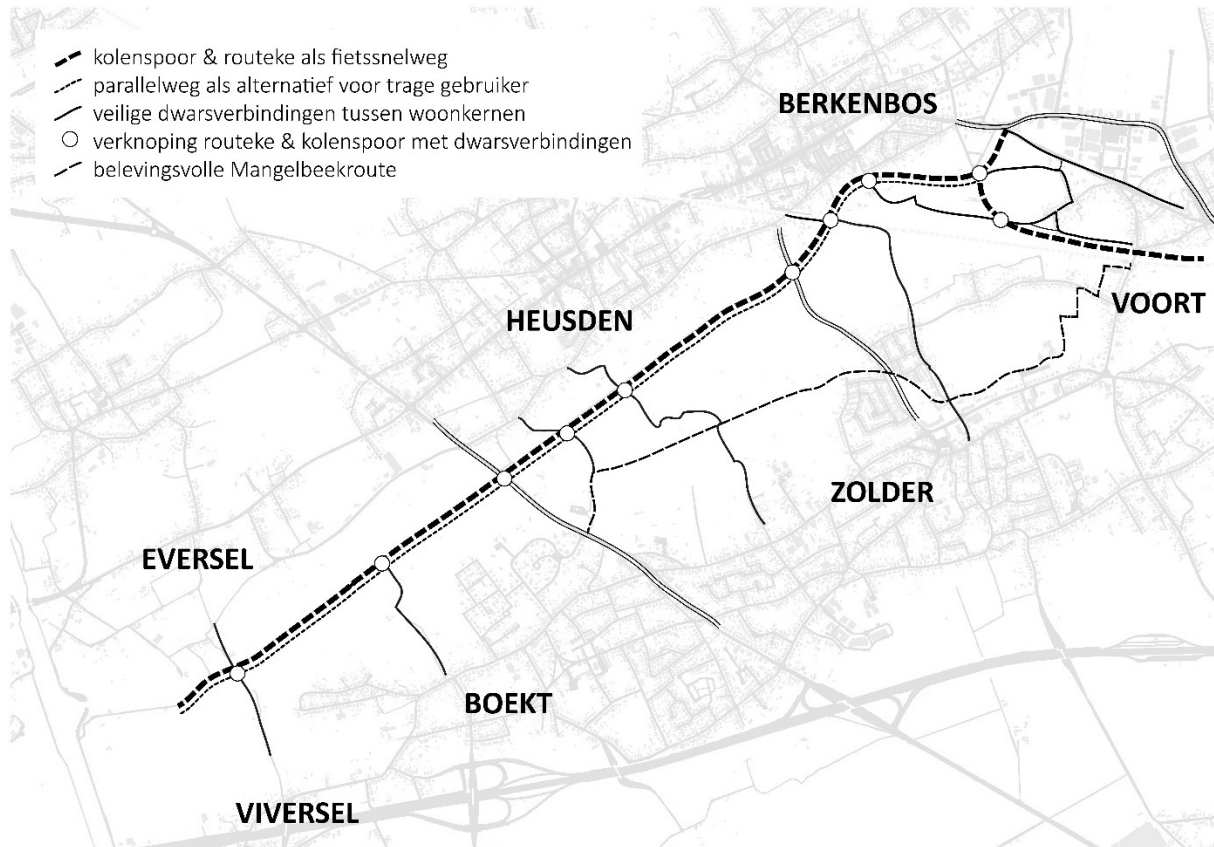 kolenspoor & routeke als fietssnelweg
parallelweg als alternatief voor trage gebruiker
veilige dwarsverbindingen tussen woonkernen
verknoping routeke & kolenspoor met dwarsverbindingen
belevingsvolle Mangelbeekroute
BERKENBOS
VOORT
HEUSDEN
ZOLDER
EVERSEL
BOEKT
VIVERSEL